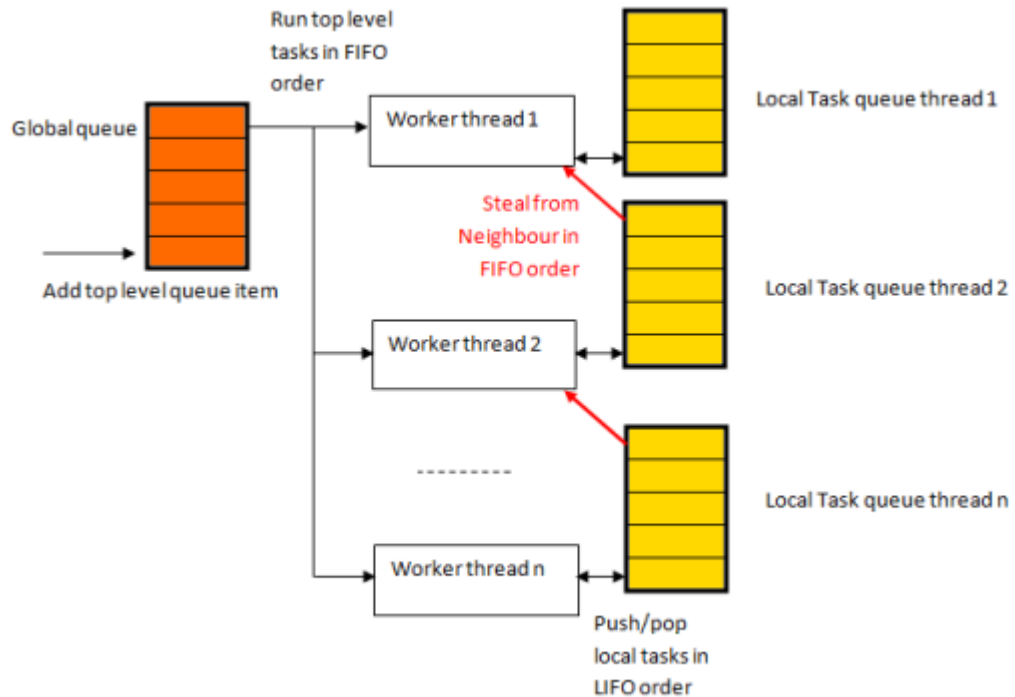 Run top level
tasks in FIFO
order
Global queue
Worker thread 1
Local Task queue thread 1
Steal from
Neighbour in
FIFO order
Add top level queue item
Local Task queue thread 2
Worker thread 2
Local Task queue thread n
Worker thread n
Push/pop
local tasks in
LIFO order